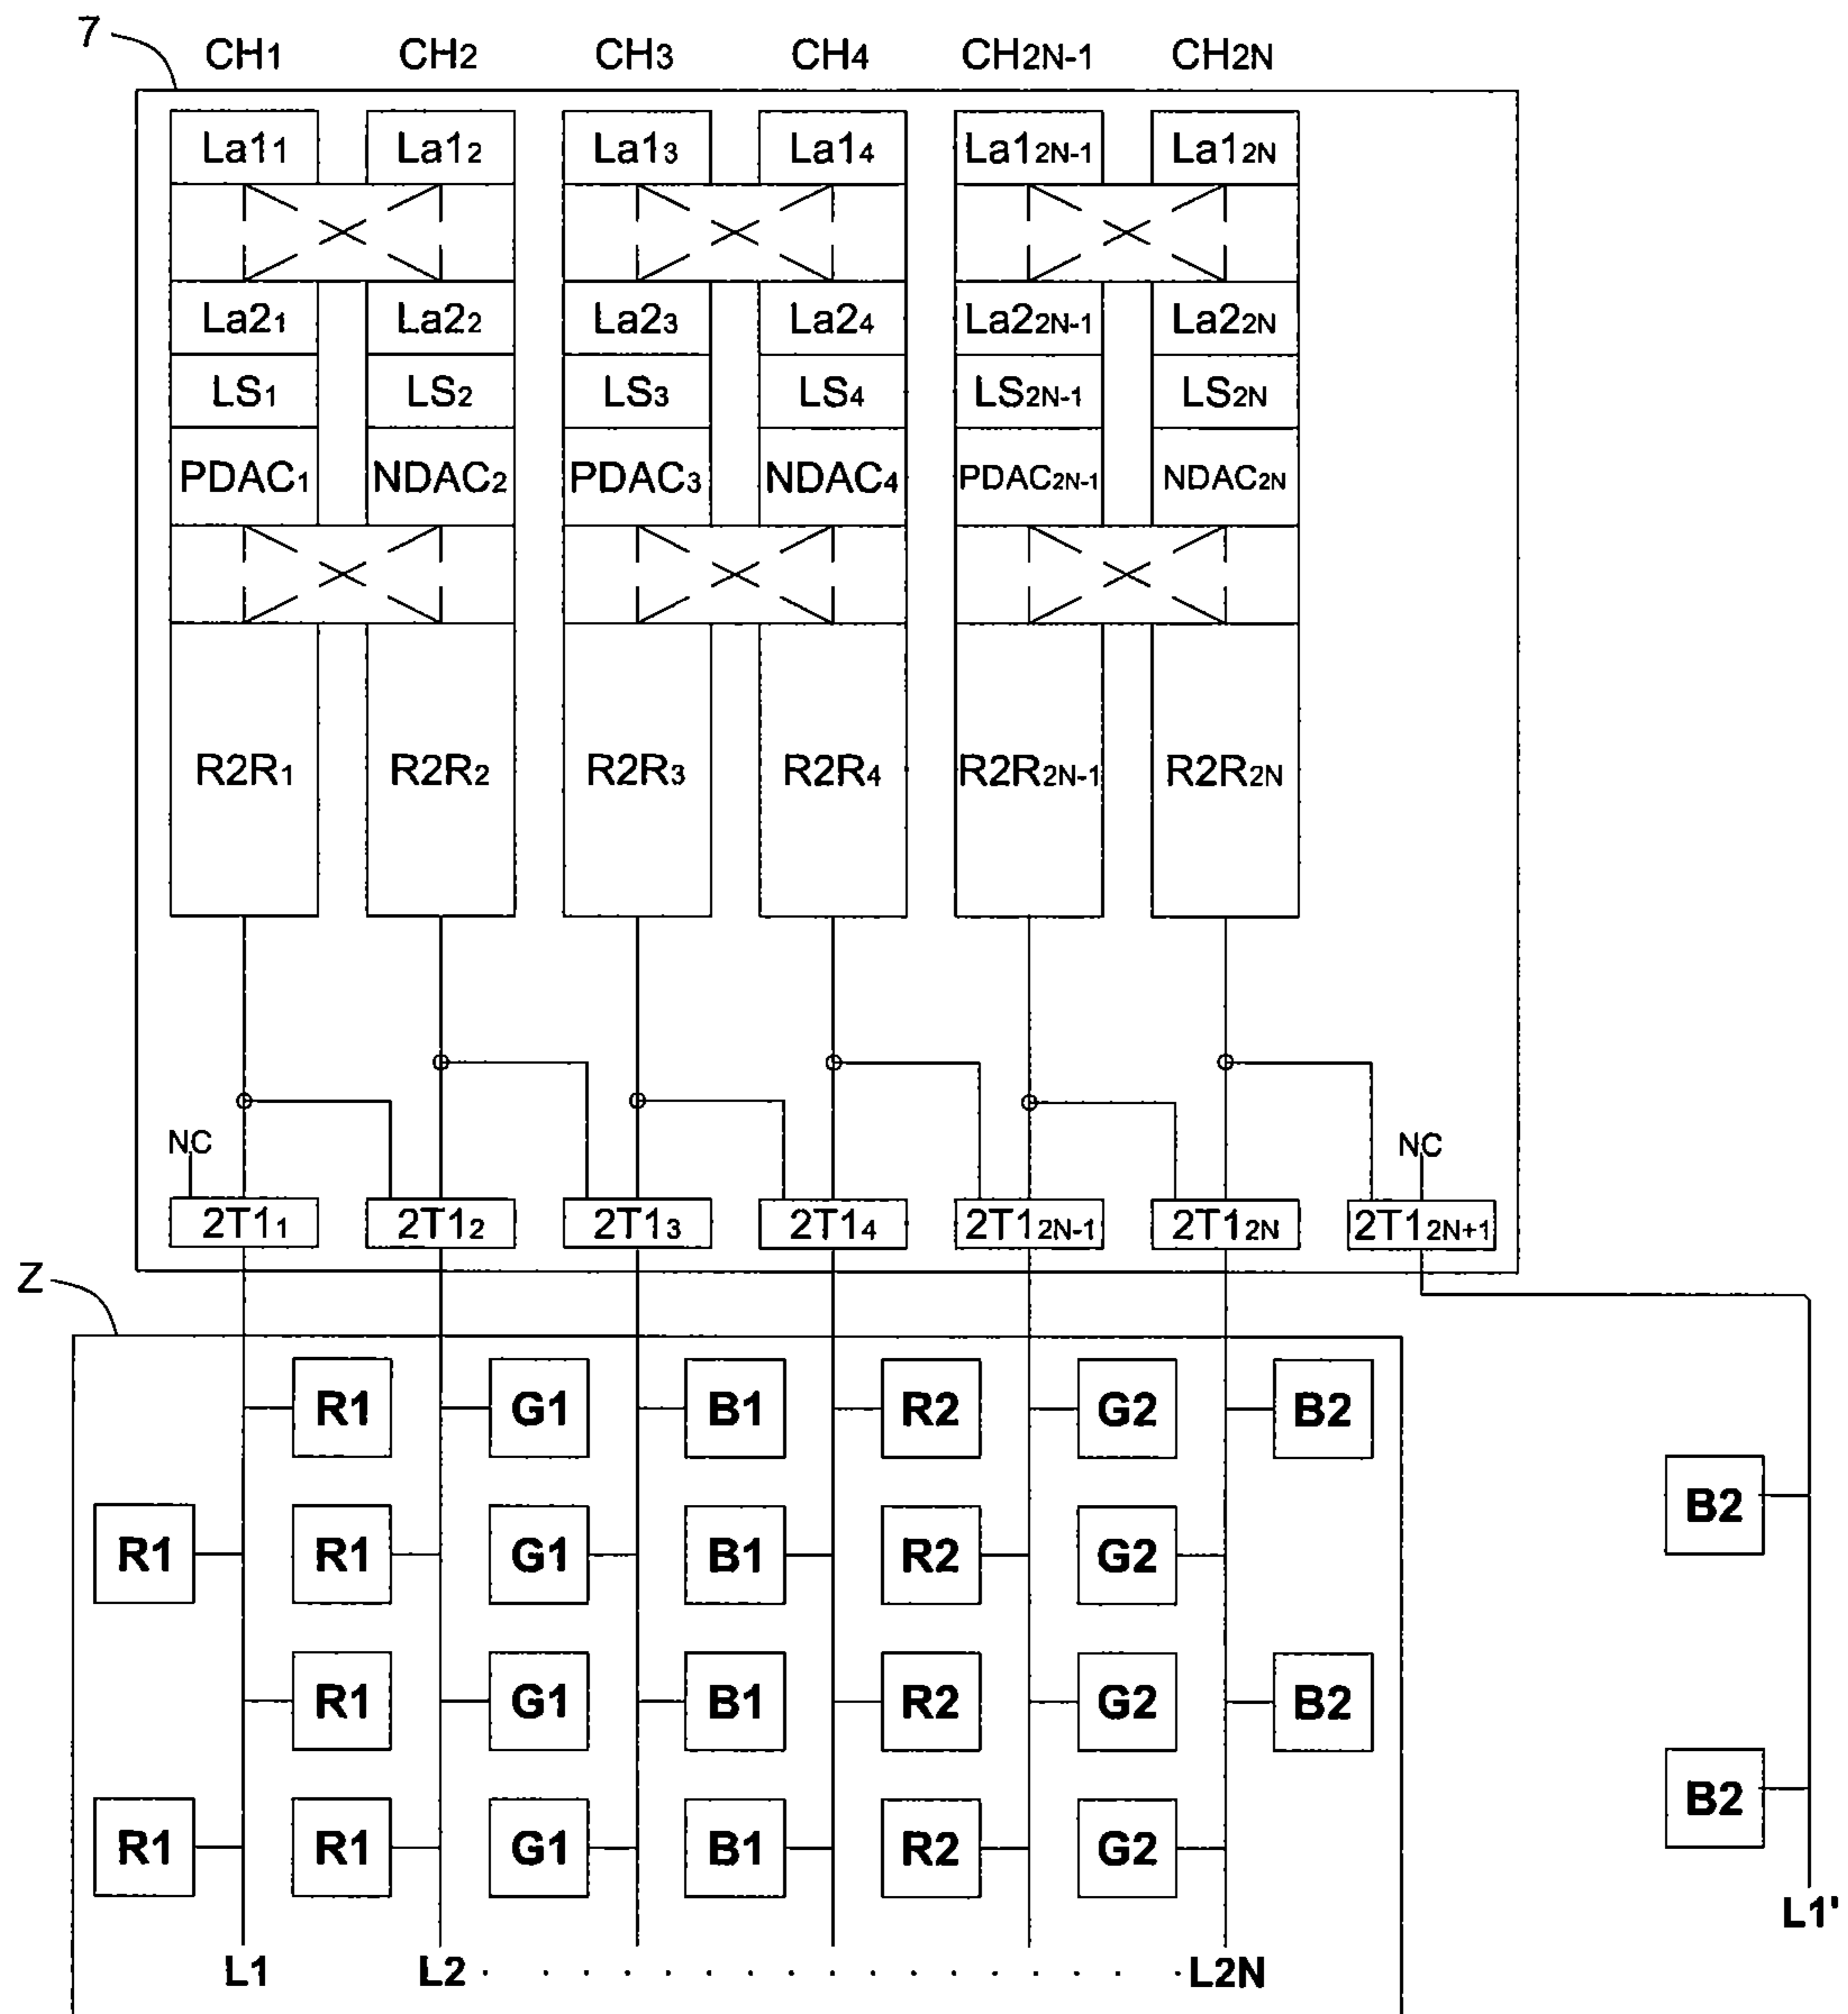 7 CH1 CH2 CH3 CH4 CH2N-1 CH2N
La11 La12 La13 La14 La12N-1 La12N
La21 La22 La23 La24 La22N-1 La22N
LS1 LS2 LS3 LS4 LS2N-1 LS2N
PDAC1 NDAC2 PDAC3 NDAC4 PDAC2N-1 NDAC2N
R2R1 R2R2 R2R3 R2R4 R2R2N-1 R2R2N
NC NC
2T11 2T12 2T13 2T14 2T12N-1 2T12N 2T12N+1
Z
R1 G1 B1 R2 G2 B2
B2
R1 R1 G1 B1 R2 G2
R1 G1 B1 R2 G2 B2
B2
R1 R1 G1 B1 R2 G2
L1'
L1 L2 . . . . . . . . . . . . . . . . . L2N